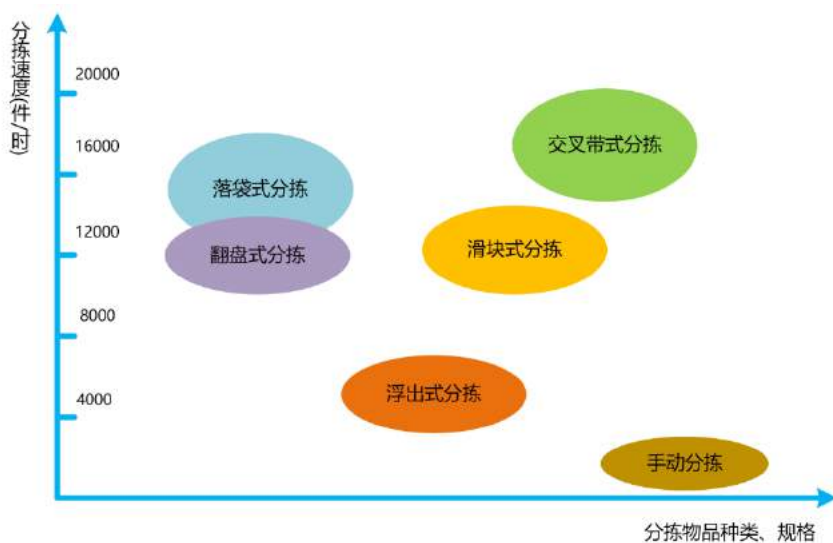 分拣速度(件/时)
20000
16000
12000
8000
4000
交叉带式分拣
落袋式分拣
翻盘式分拣
滑块式分拣
浮出式分拣
手动分拣
分拣物品种类、规格